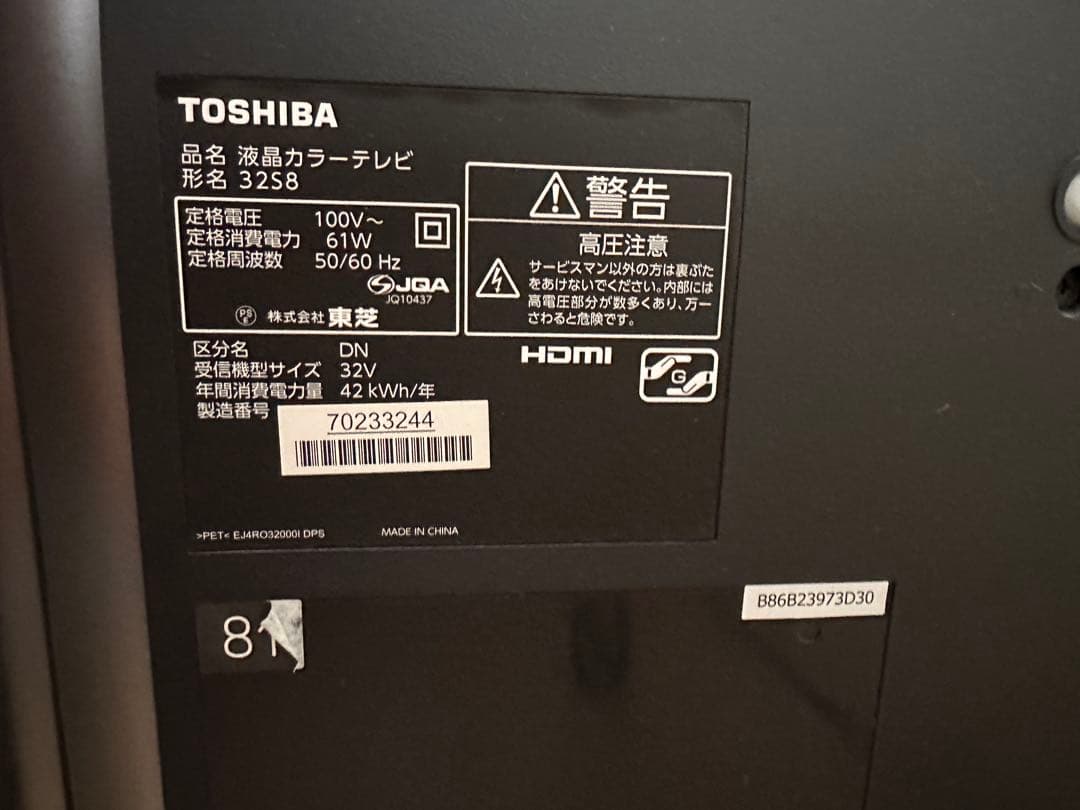 TOSHIBA
品名 液晶カラーテレビ
形名 32S8
定格電圧 100V～
定格消費電力 61W
定格周波数 50/60 Hz
JQA
JQ10437
PS
E
株式会社 東芝
警告
高圧注意
サービスマン以外の方は裏ぶた
をあけないでください。内部には
高電圧部分が数多くあり、万一
さわると危険です。
区分名 DN
受信機型サイズ 32V
年間消費電力量 42 kWh/年
製造番号
70233244
HDMI
G
>PET< EJ4RO32000I DPS
MADE IN CHINA
B86B23973D30